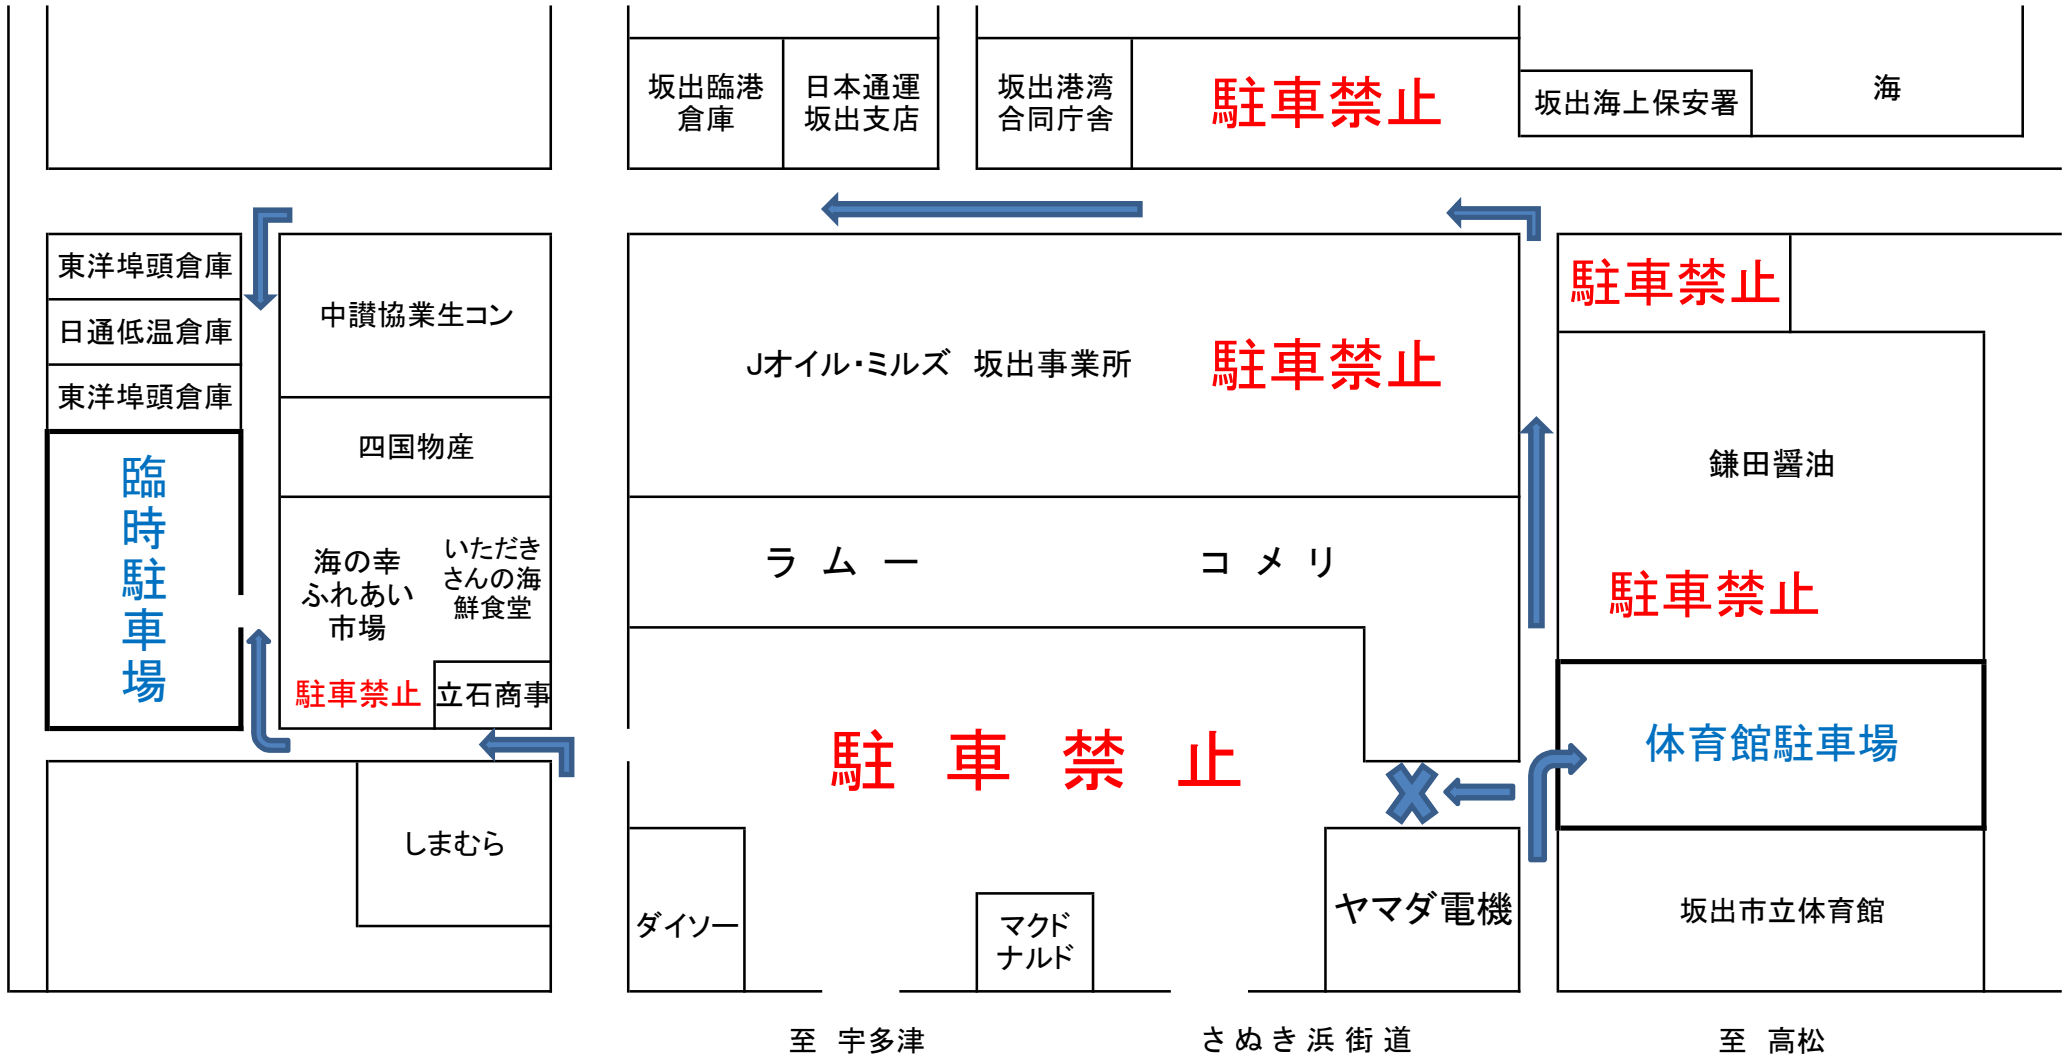 坂出臨港
倉庫
日本通運
坂出支店
坂出港湾
合同庁舎
駐車禁止
坂出海上保安署
海
東洋埠頭倉庫
日通低温倉庫
東洋埠頭倉庫
臨時駐車場
中讃協業生コン
四国物産
海の幸
ふれあい
市場
いただき
さんの海
鮮食堂
駐車禁止
立石商事
しまむら
Jオイル・ミルズ 坂出事業所
駐車禁止
ラムー
コメリ
駐車禁止
ダイソー
マクド
ナルド
ヤマダ電機
駐車禁止
鎌田醤油
駐車禁止
体育館駐車場
坂出市立体育館
至 宇多津
さぬき浜街道
至 高松